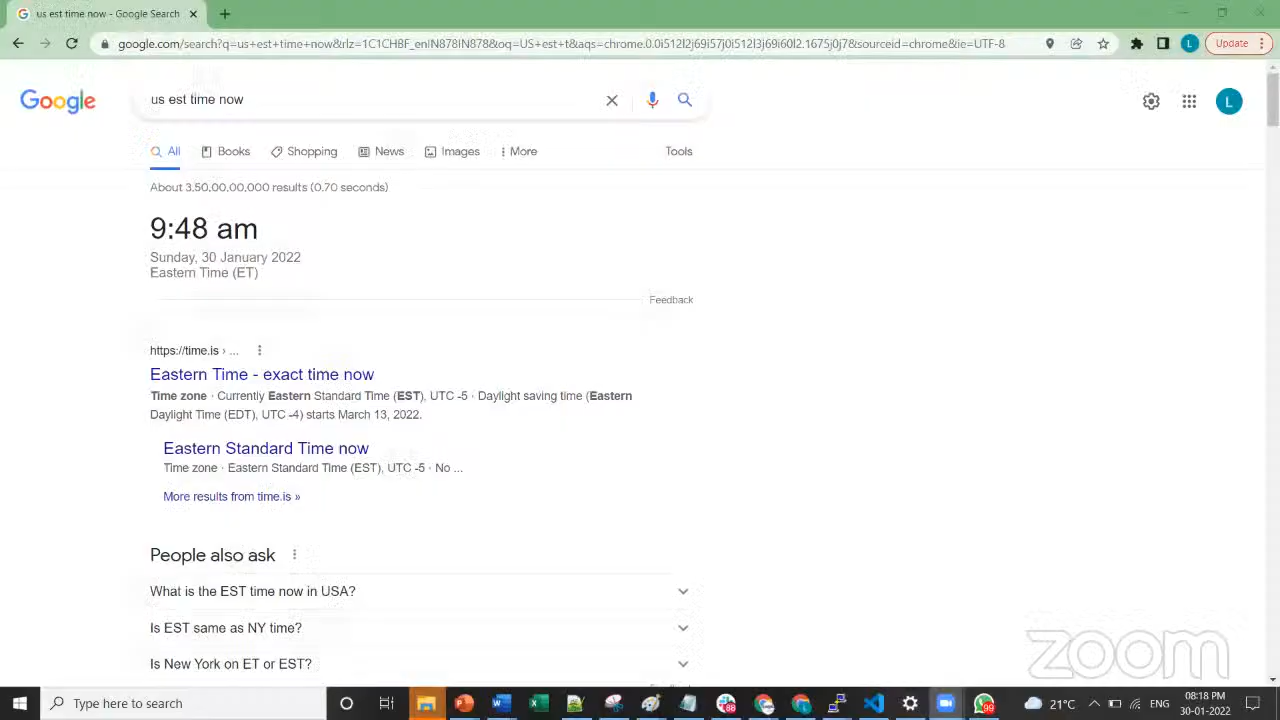 us est time now - Google Search
google.com/search?q=us+est+time+now&rlz=1C1CHBF_enIN878IN878&oq=US+est+t&aqs=chrome.0.0i512l2j69i57j0i512l3j69i60l2.1675j0j7&sourceid=chrome&ie=UTF-8
L
Update
Google
us est time now
L
All
Books
Shopping
News
Images
More
Tools
About 3,50,00,00,000 results (0.70 seconds)
9:48 am
Sunday, 30 January 2022
Eastern Time (ET)
Feedback
https://time.is › ...
Eastern Time - exact time now
Time zone · Currently Eastern Standard Time (EST), UTC -5 · Daylight saving time (Eastern
Daylight Time (EDT), UTC -4) starts March 13, 2022.
Eastern Standard Time now
Time zone · Eastern Standard Time (EST), UTC -5 · No ...
More results from time.is »
People also ask
What is the EST time now in USA?
Is EST same as NY time?
Is New York on ET or EST?
zoom
Type here to search
88
99
21°C
ENG
08:18 PM
30-01-2022